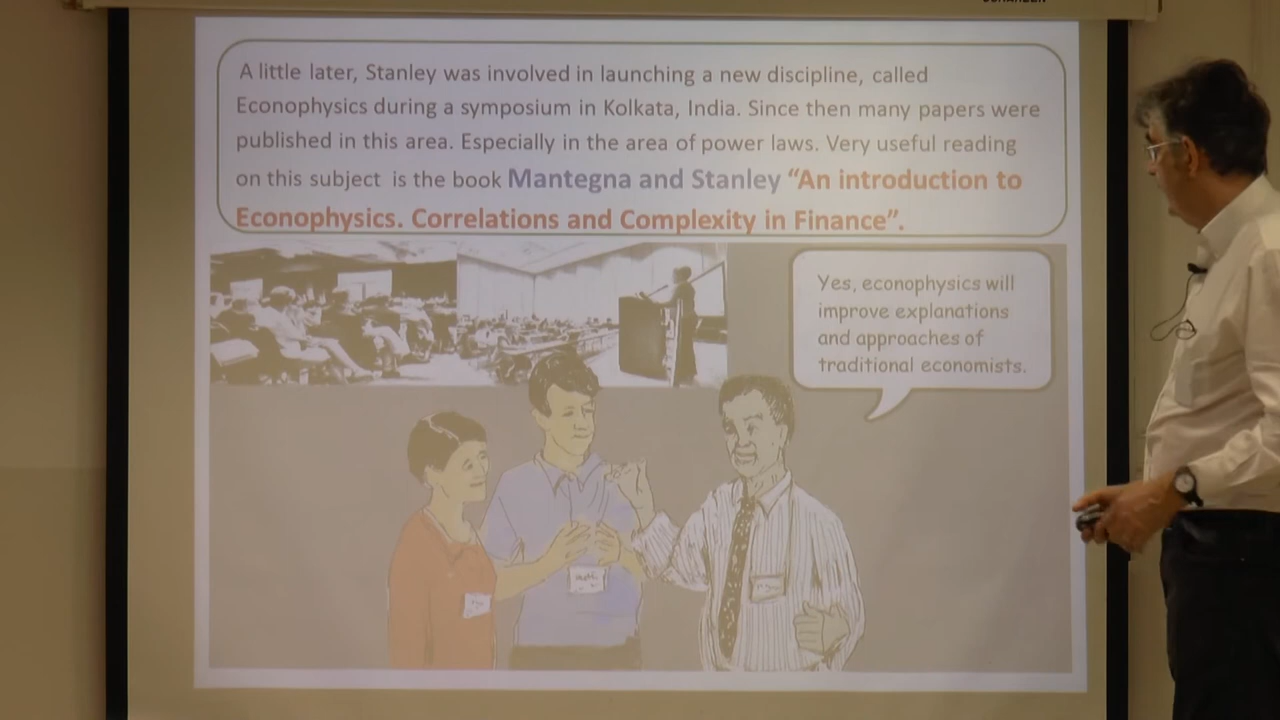 A little later, Stanley was involved in launching a new discipline, called
Econophysics during a symposium in Kolkata, India. Since then many papers were
published in this area. Especially in the area of power laws. Very useful reading
on this subject is the book Mantegna and Stanley “An introduction to
Econophysics. Correlations and Complexity in Finance”.
Yes, econophysics will
improve explanations
and approaches of
traditional economists.